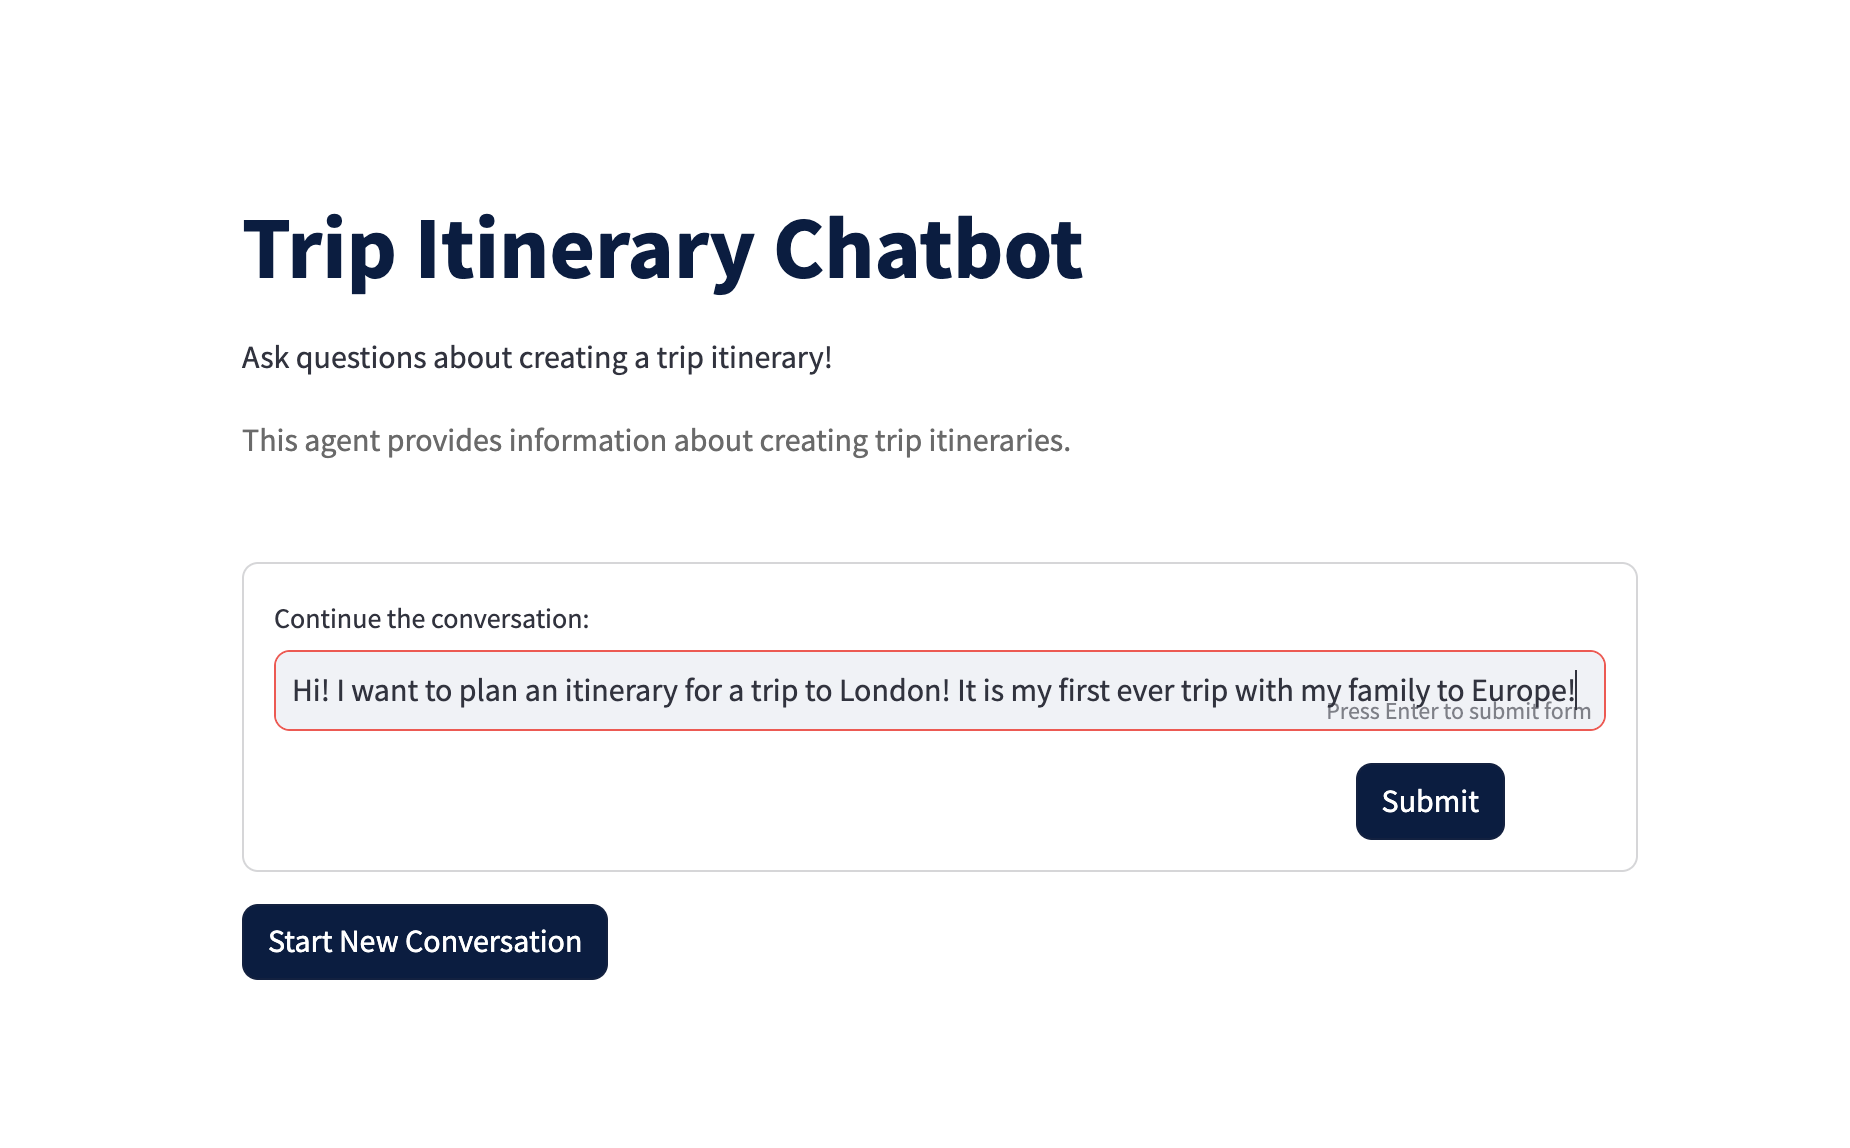 Trip Itinerary Chatbot
Ask questions about creating a trip itinerary!
This agent provides information about creating trip itineraries.
Continue the conversation:
Hi! I want to plan an itinerary for a trip to London! It is my first ever trip with my family to Europe!
Press Enter to submit form
Submit
Start New Conversation